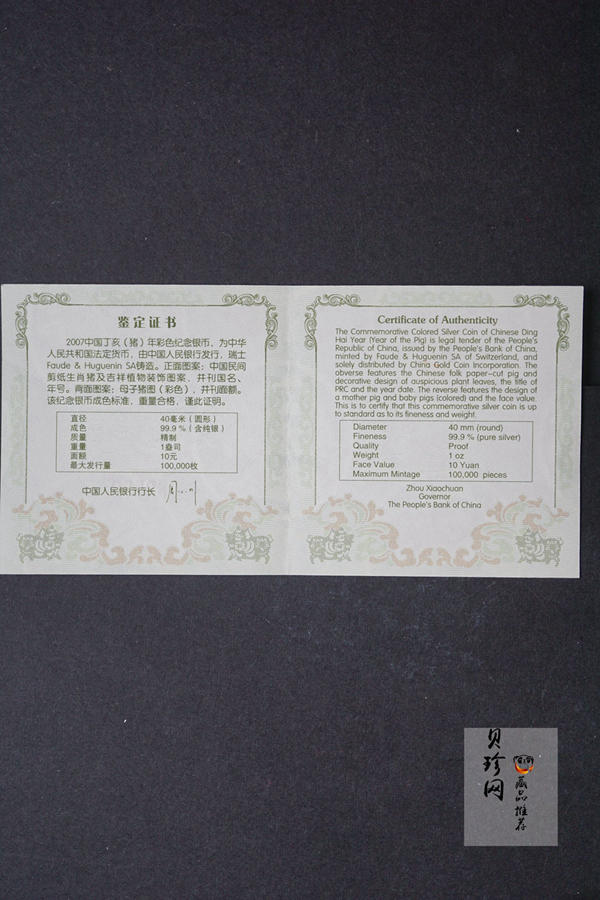 鉴定证书
2007中国丁亥（猪）年彩色纪念银币，为中华
人民共和国法定货币，由中国人民银行发行，瑞士
Faude & Huguenin SA铸造。正面图案：中国民间
剪纸生肖猪及吉祥植物装饰图案，并刊国名、
年号。背面图案：母子猪图（彩色），并刊面额。
该纪念银币成色标准，重量合格，谨此证明。
直径 40毫米（圆形）
成色 99.9％（含纯银）
质量 精制
重量 1盎司
面额 10元
最大发行量 100,000枚
中国人民银行行长
Certificate of Authenticity
The Commemorative Colored Silver Coin of Chinese Ding
Hai Year (Year of the Pig) is legal tender of the People's
Republic of China, issued by the People's Bank of China,
minted by Faude & Huguenin SA of Switzerland, and
solely distributed by China Gold Coin Incorporation. The
obverse features the Chinese folk paper-cut pig and
decorative design of auspicious plant leaves, the title of
PRC and the year date. The reverse features the design of
a mother pig and baby pigs (colored) and the face value.
This is to certify that this commemorative silver coin is up
to standard as to its fineness and weight.
Diameter 40 mm (round)
Fineness 99.9 % (pure silver)
Quality Proof
Weight 1 oz
Face Value 10 Yuan
Maximum Mintage 100,000 pieces
Zhou Xiaochuan
Governor
The People's Bank of China
贝珍网
藏品推荐